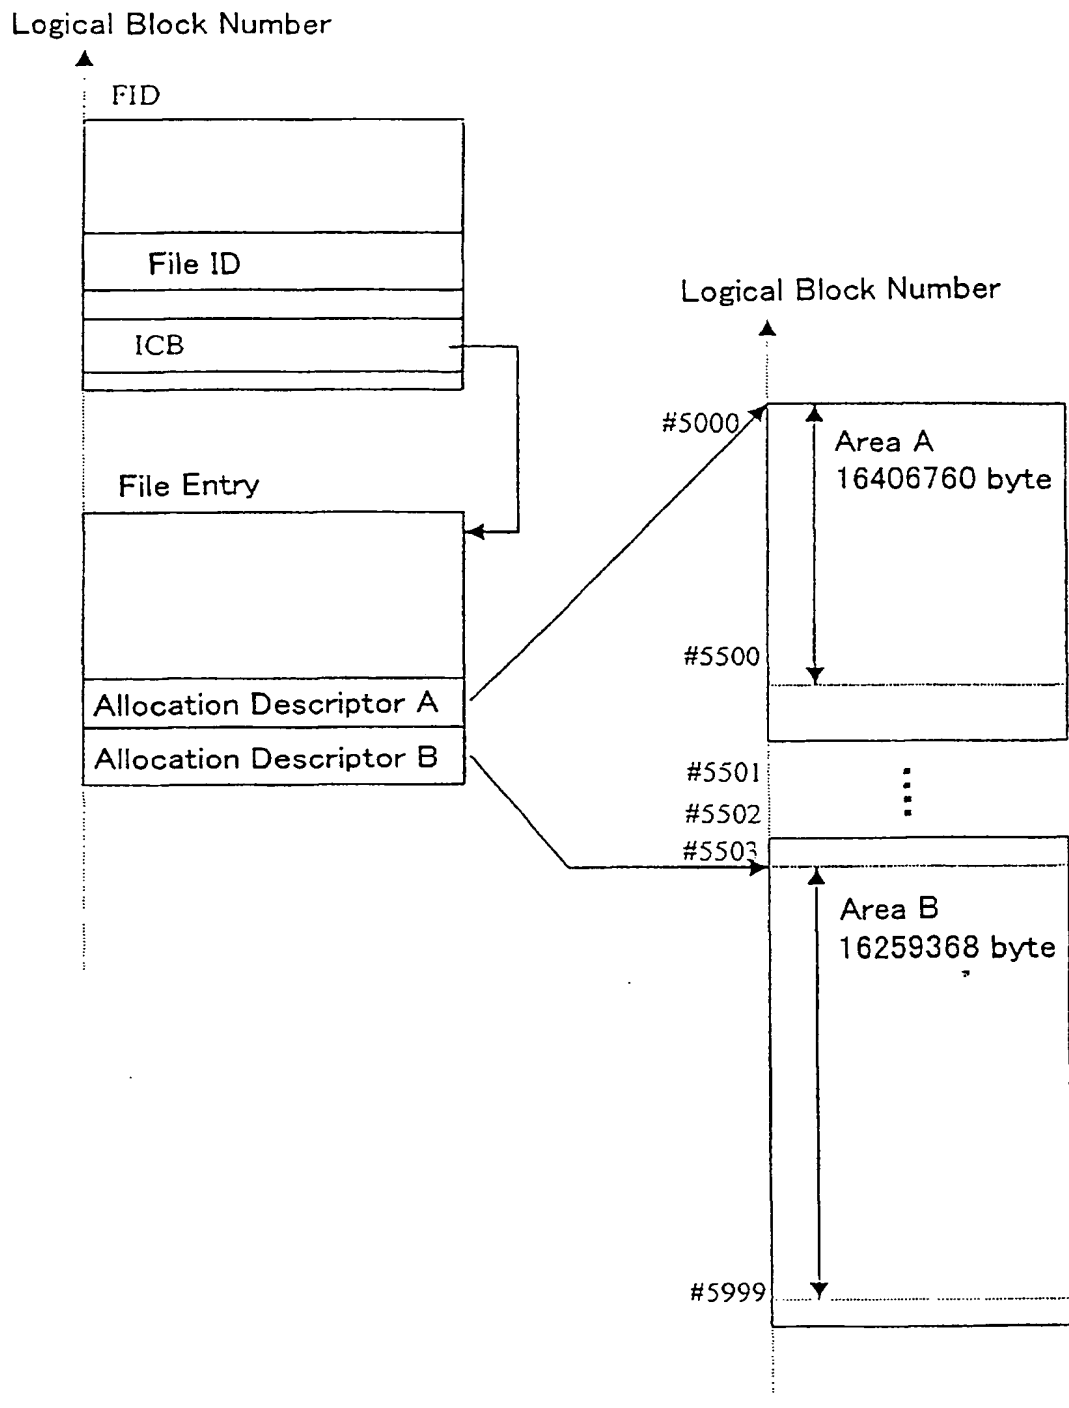 Logical Block Number
FID
File ID
ICB
File Entry
Allocation Descriptor A
Allocation Descriptor B
Logical Block Number
#5000
Area A
16406760 byte
#5500
#5501
#5502
#5503
Area B
16259368 byte
#5999